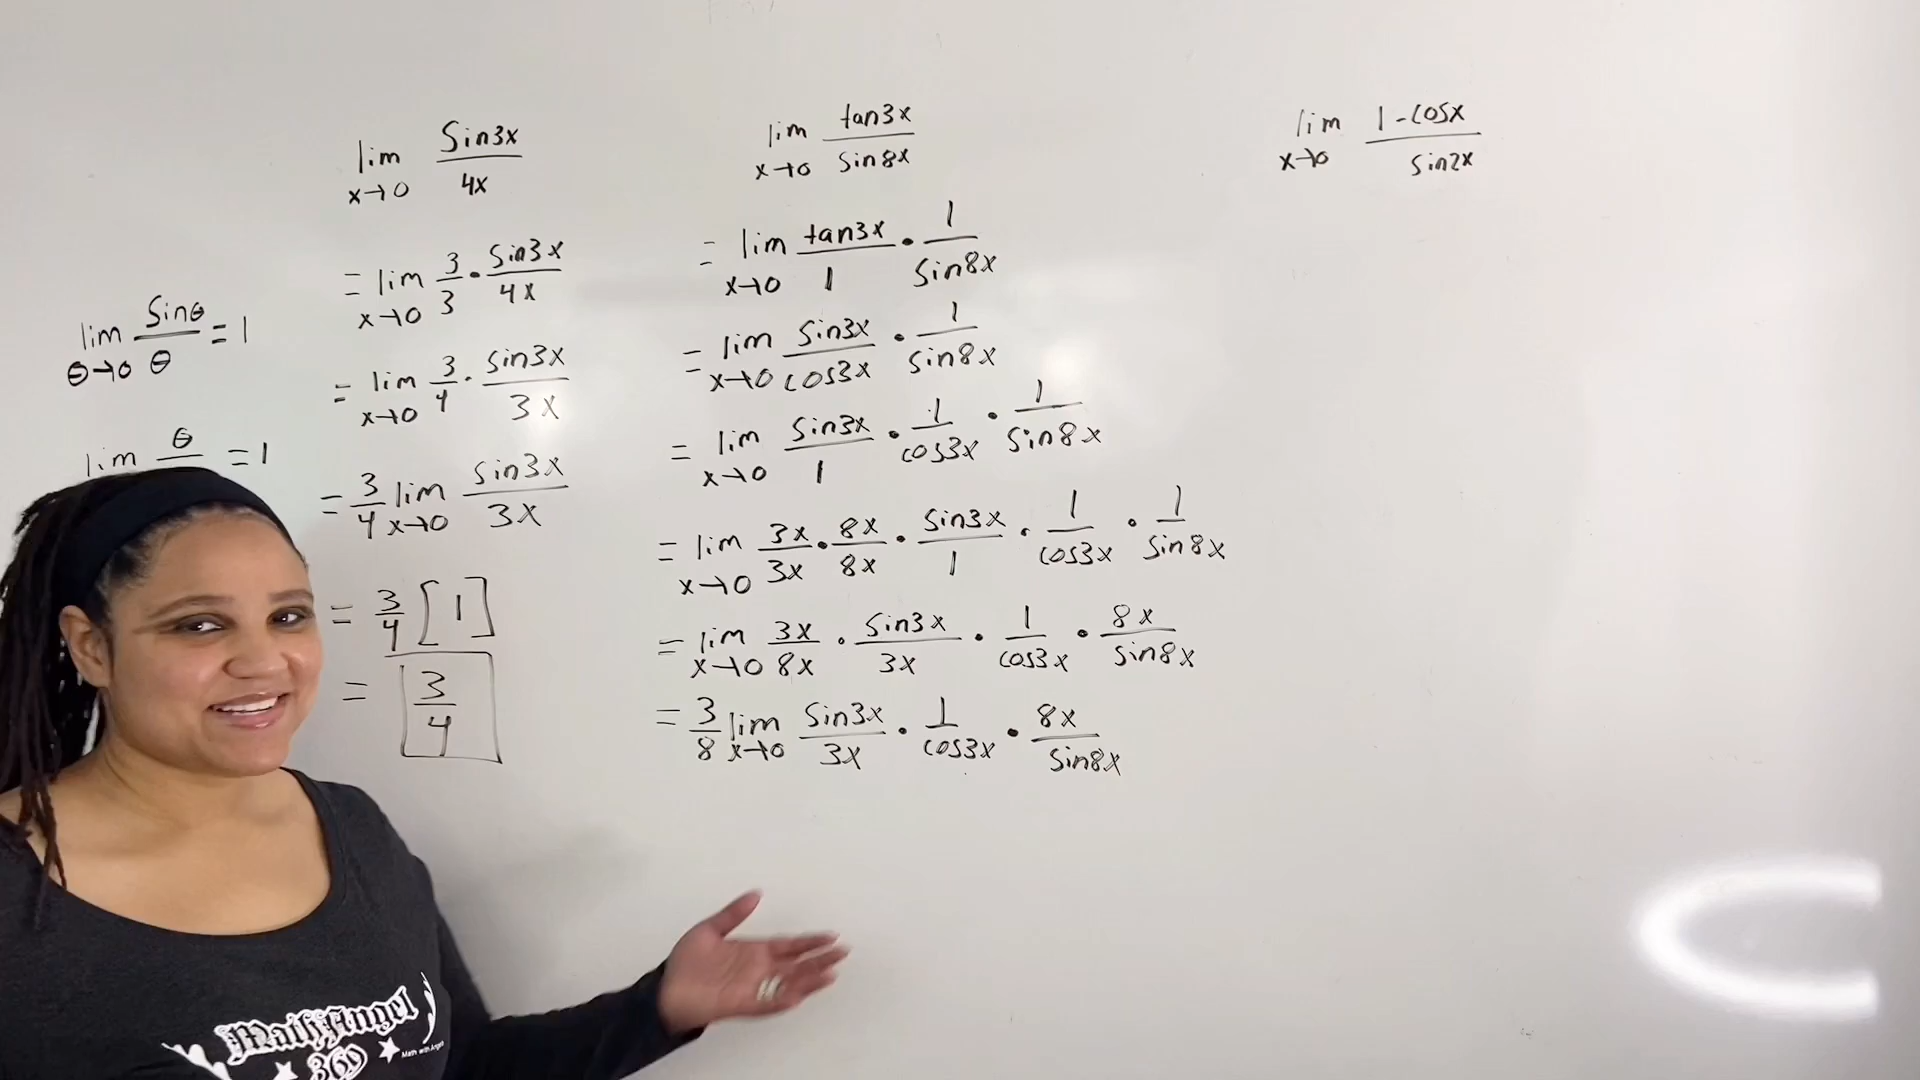 lim sinθ/θ = 1
θ→0
lim θ/ = 1
lim sin3x/4x
x→0
= lim 3/3 · sin3x/4x
x→0
= lim 3/4 · sin3x/3x
x→0
= 3/4 lim sin3x/3x
x→0
= 3/4 [1]
= 3/4
lim tan3x/sin8x
x→0
= lim tan3x/1 · 1/sin8x
x→0
= lim sin3x/cos3x · 1/sin8x
x→0
= lim sin3x/1 · 1/cos3x · 1/sin8x
x→0
= lim 3x/3x · 8x/8x · sin3x/1 · 1/cos3x · 1/sin8x
x→0
= lim 3x/8x · sin3x/3x · 1/cos3x · 8x/sin8x
x→0
= 3/8 lim sin3x/3x · 1/cos3x · 8x/sin8x
x→0
lim 1-cosx/sin2x
x→0
MathAngel
369
Math with Angel